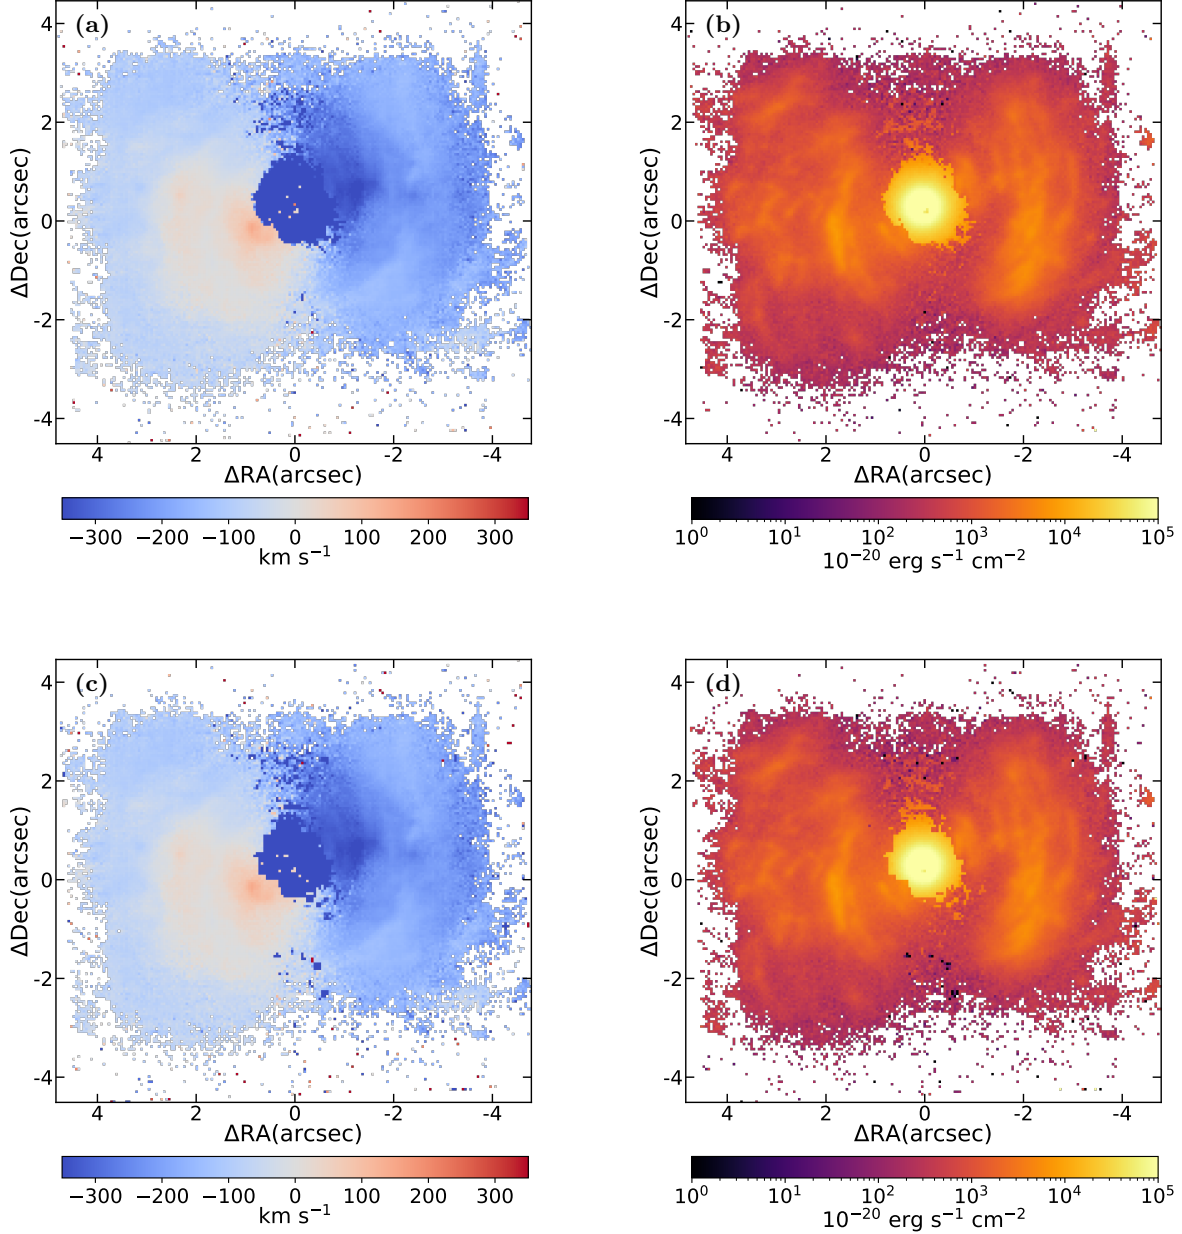 (a)
(b)
4
2
0
-2
-4
ΔDec(arcsec)
4
2
0
-2
-4
ΔRA(arcsec)
−300 −200 −100 0 100 200 300
km s⁻¹
4
2
0
-2
-4
ΔDec(arcsec)
4
2
0
-2
-4
ΔRA(arcsec)
10⁰ 10¹ 10² 10³ 10⁴ 10⁵
10⁻²⁰ erg s⁻¹ cm⁻²
(c)
(d)
4
2
0
-2
-4
ΔDec(arcsec)
4
2
0
-2
-4
ΔRA(arcsec)
−300 −200 −100 0 100 200 300
km s⁻¹
4
2
0
-2
-4
ΔDec(arcsec)
4
2
0
-2
-4
ΔRA(arcsec)
10⁰ 10¹ 10² 10³ 10⁴ 10⁵
10⁻²⁰ erg s⁻¹ cm⁻²